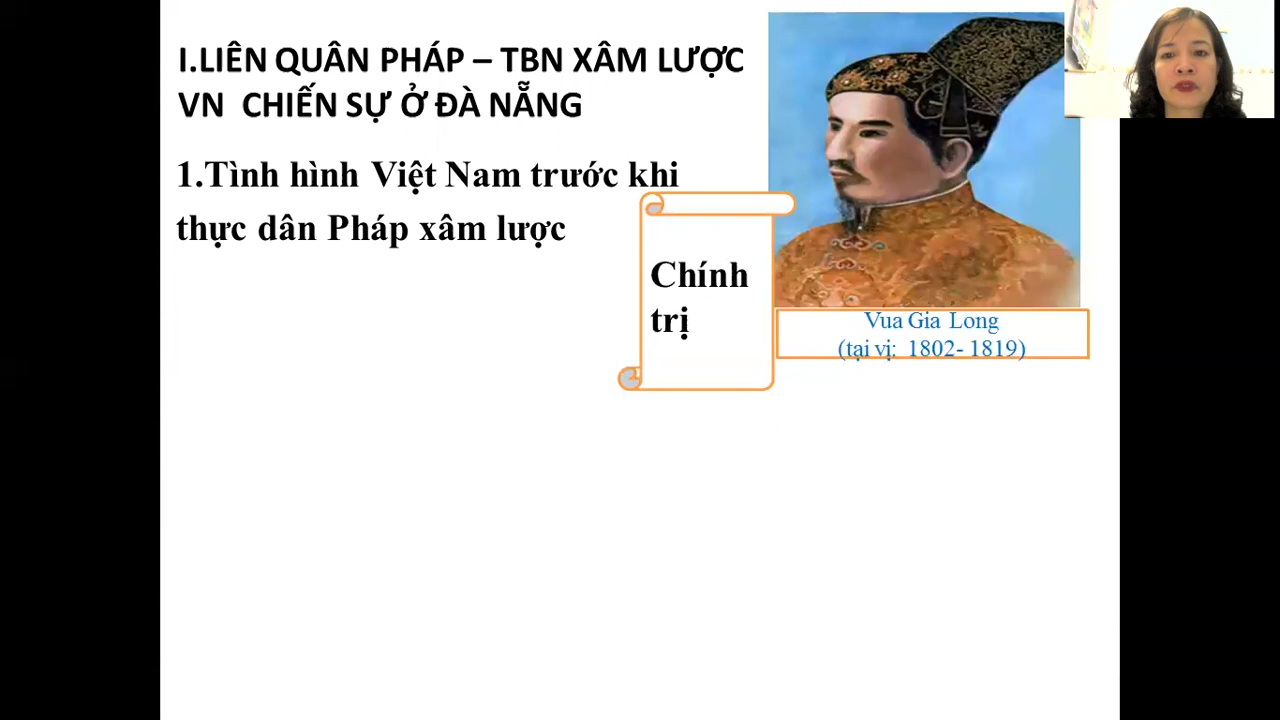 I.LIÊN QUÂN PHÁP – TBN XÂM LƯỢC
VN CHIẾN SỰ Ở ĐÀ NẴNG
1.Tình hình Việt Nam trước khi
thực dân Pháp xâm lược
Chính
trị
Vua Gia Long
(tại vị: 1802- 1819)